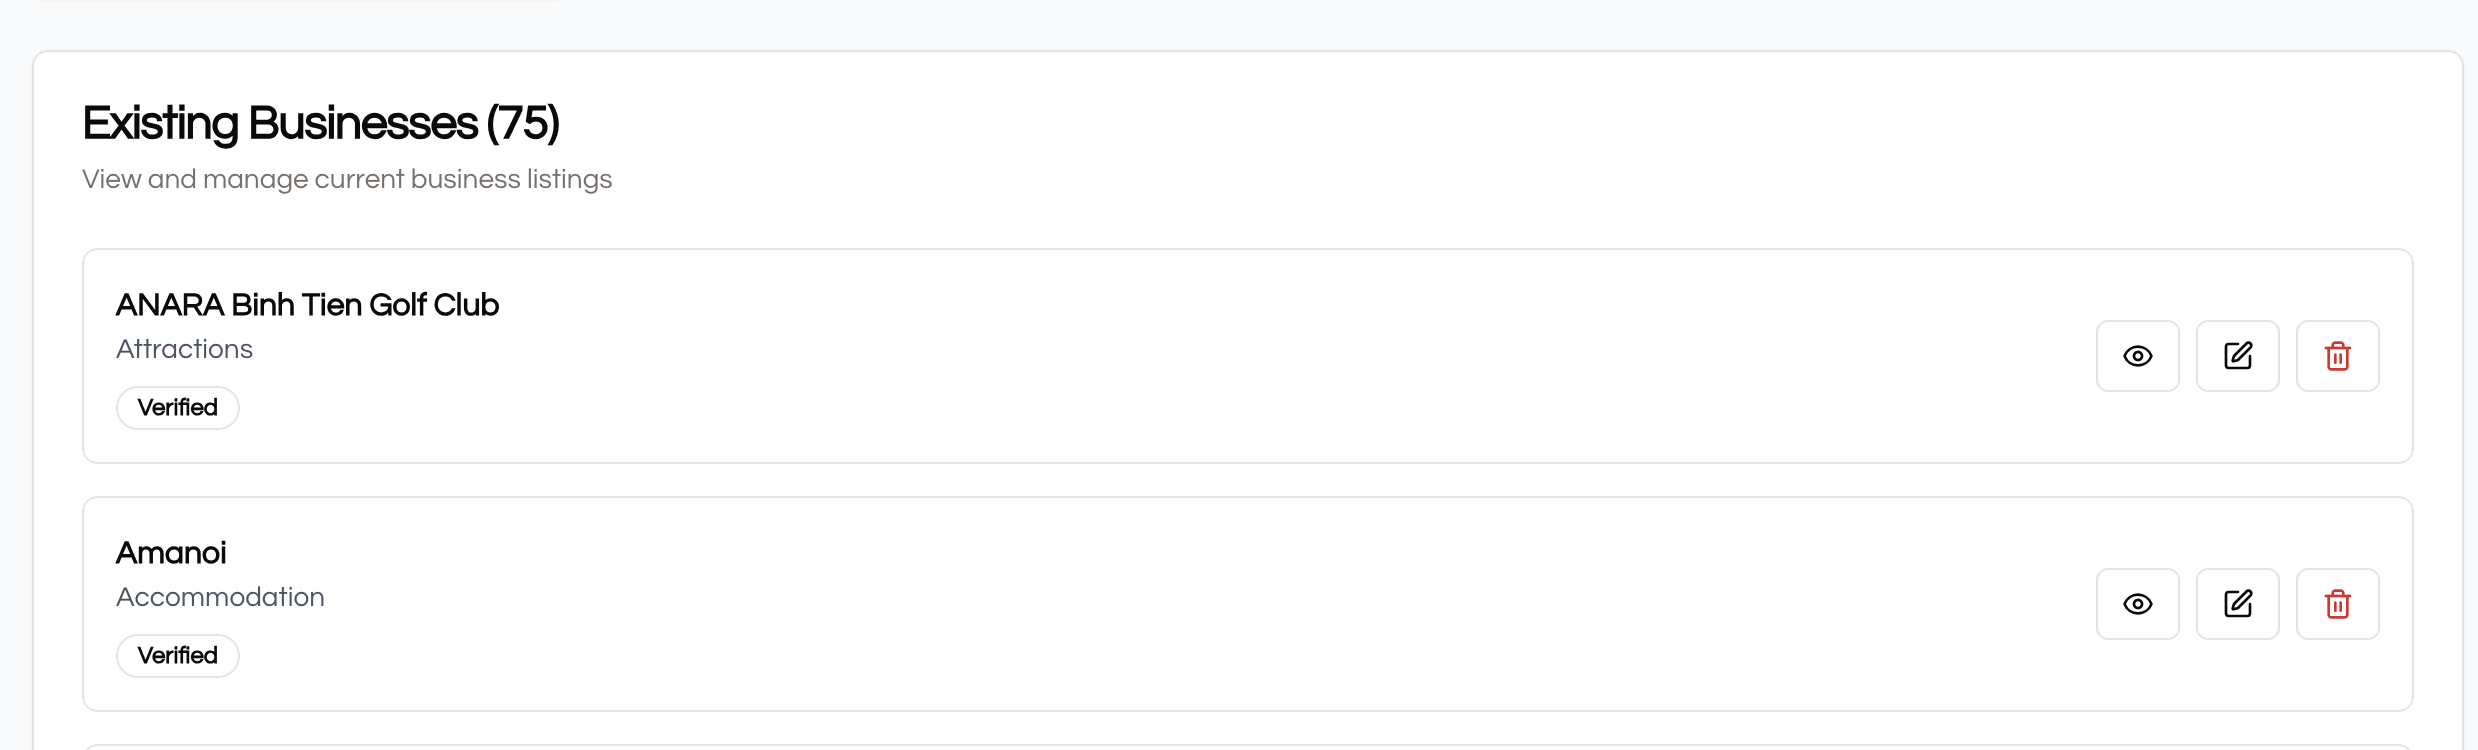 Existing Businesses (75)
View and manage current business listings
ANARA Binh Tien Golf Club
Attractions
Verified
Amanoi
Accommodation
Verified